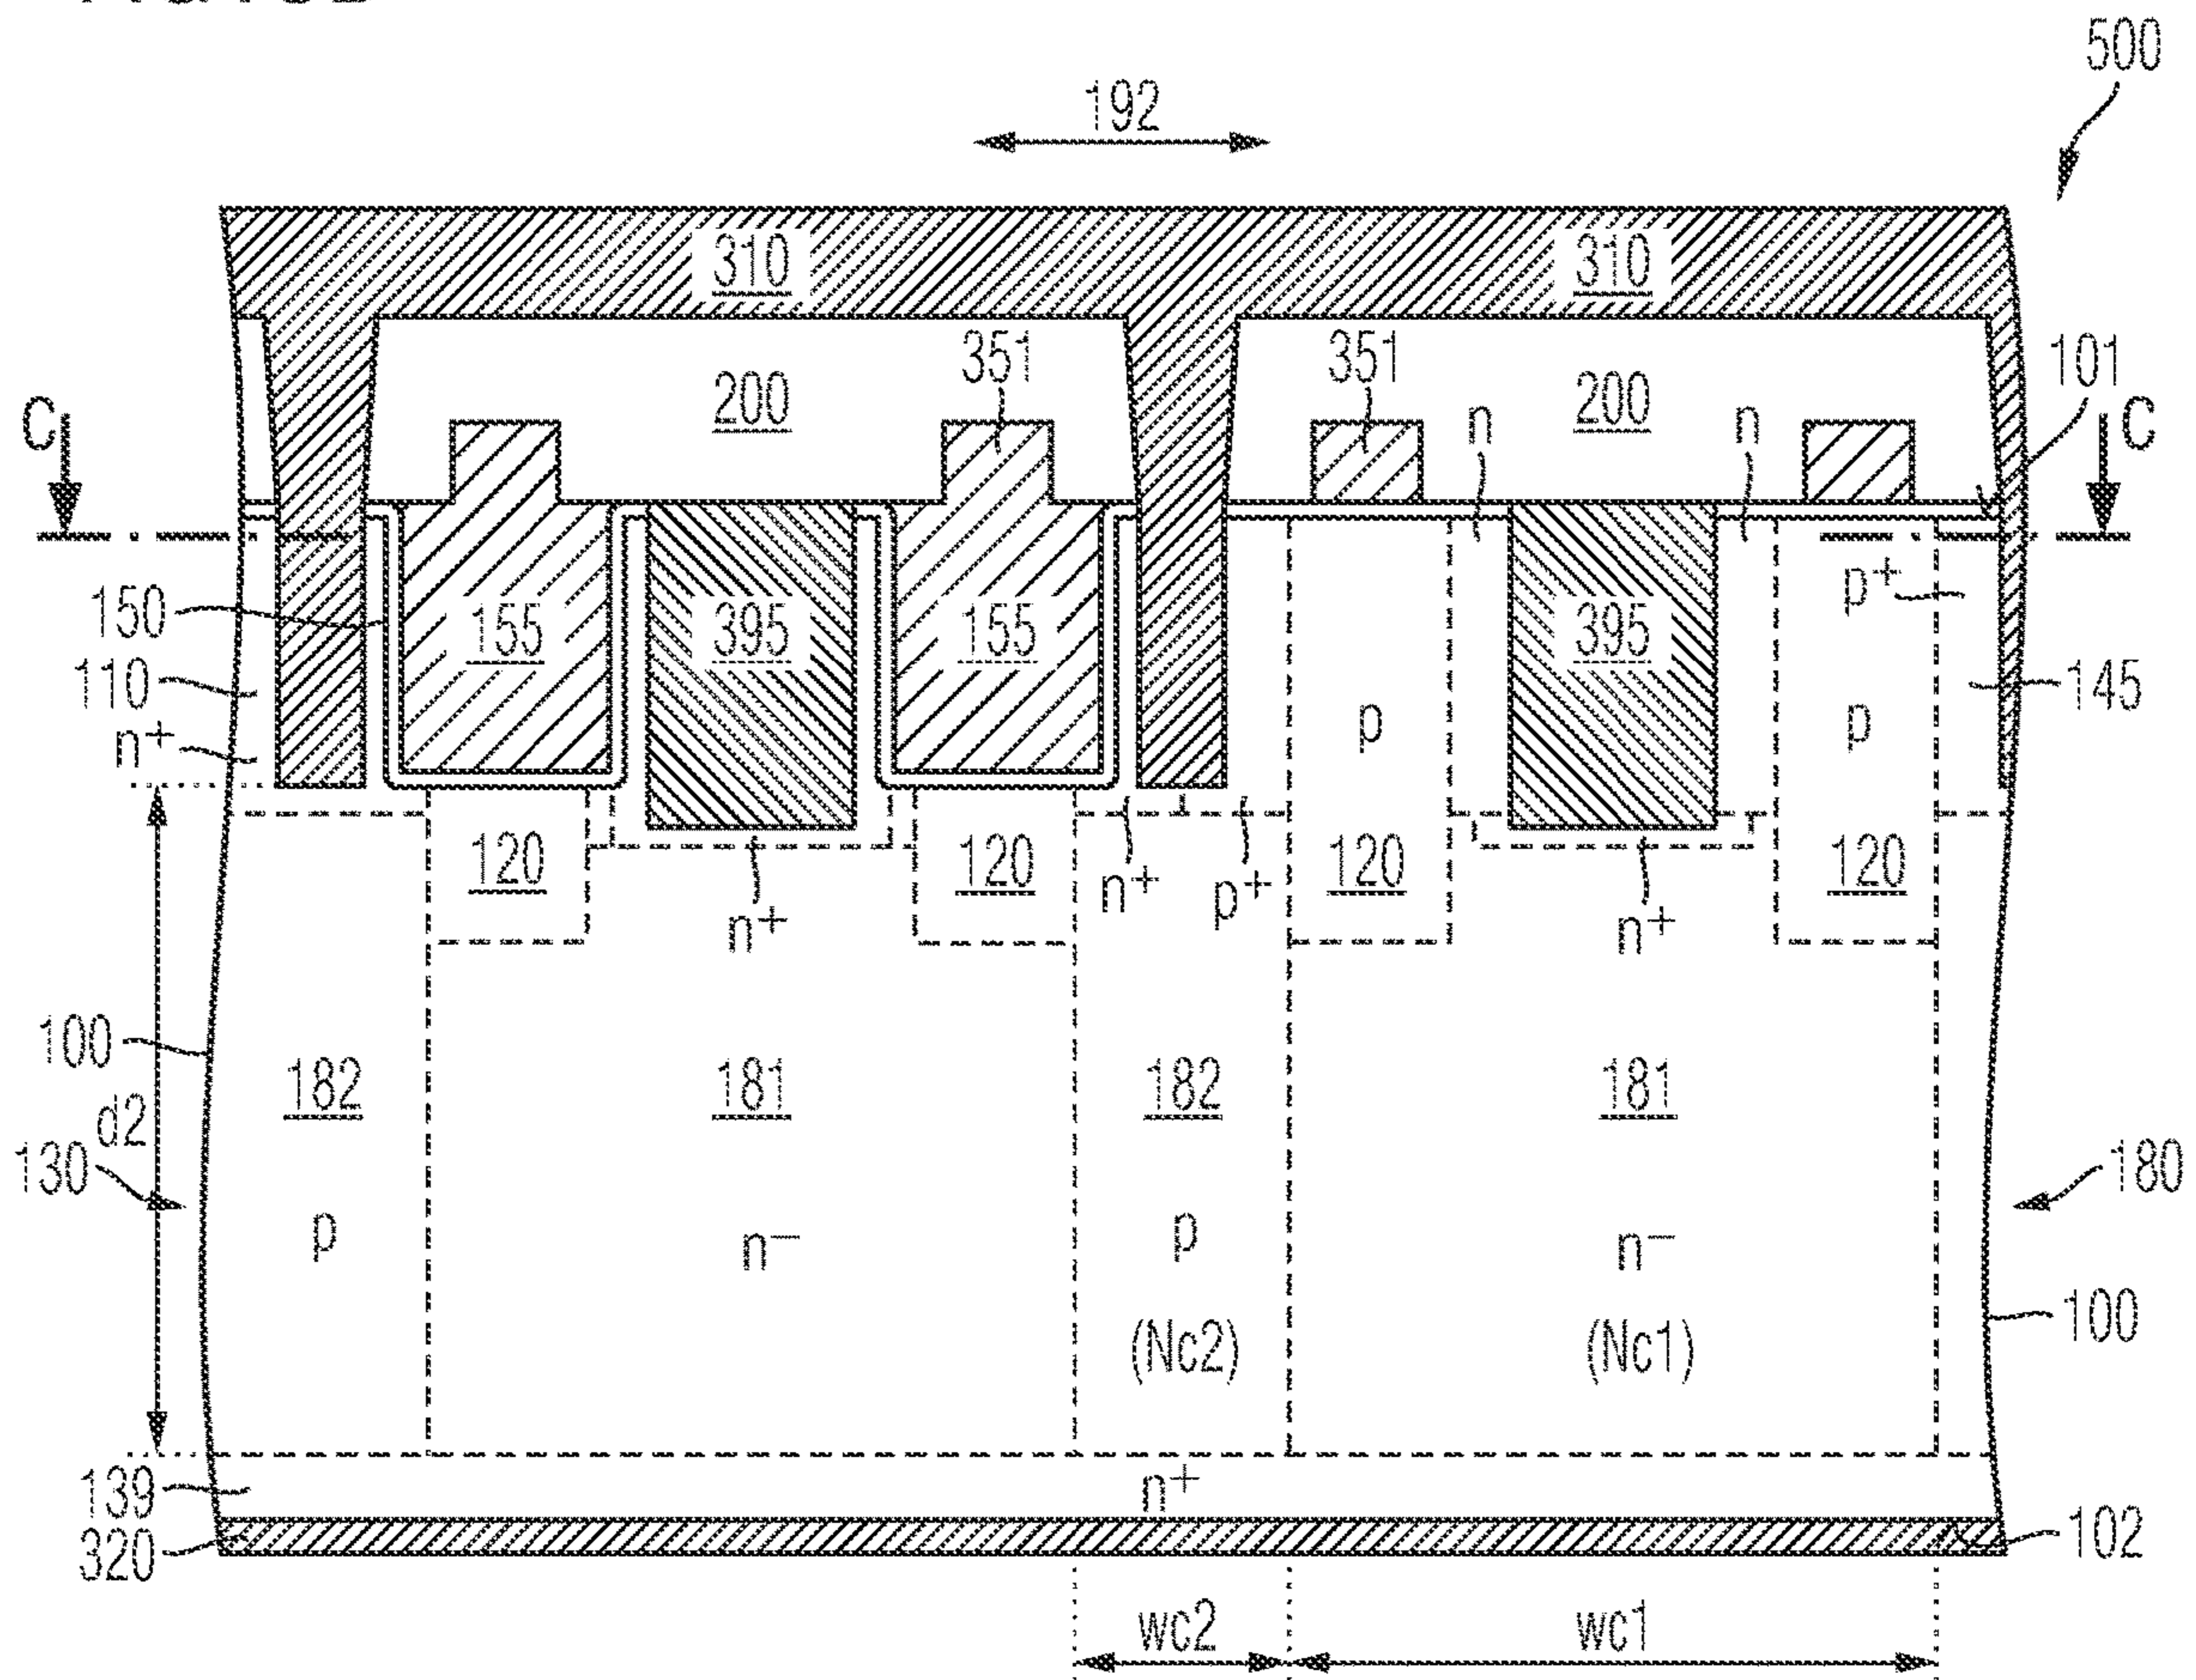 500
192
310 310
351 351 101
C 200 n 200 n C
p+
150 155 395 155 395
110 145
n+ p p
120 120 n+ p+ 120 120
n+ n+
100 182 181 182 181
d2
130 180
p n− p n−
(Nc2) (Nc1) 100
139 n+
320 102
wc2 wc1